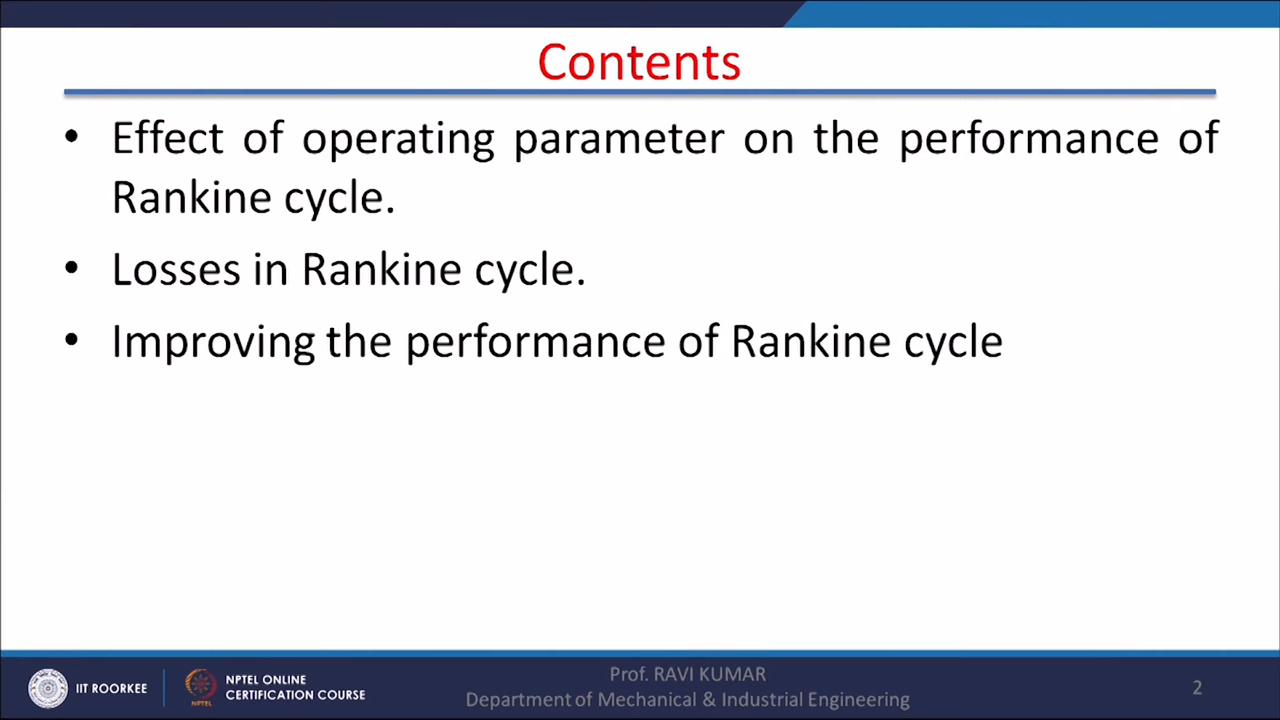 Contents
• Effect of operating parameter on the performance of
Rankine cycle.
• Losses in Rankine cycle.
• Improving the performance of Rankine cycle
IIT ROORKEE
NPTEL
NPTEL ONLINE
CERTIFICATION COURSE
Prof. RAVI KUMAR
Department of Mechanical & Industrial Engineering
2